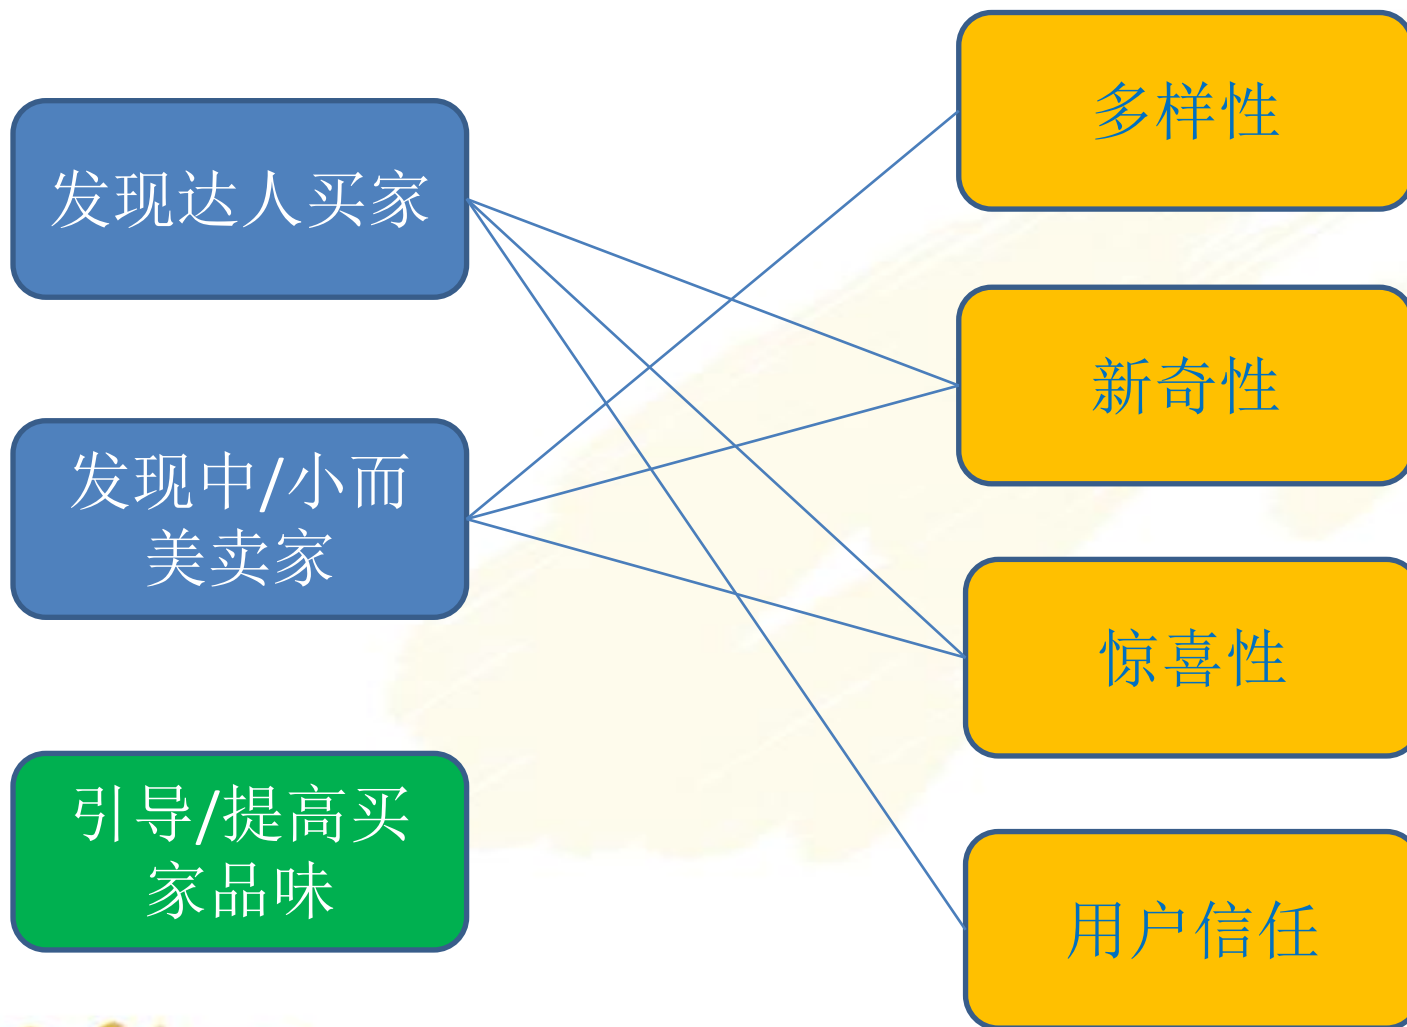 发现达人买家
发现中/小而
美卖家
引导/提高买
家品味
多样性
新奇性
惊喜性
用户信任